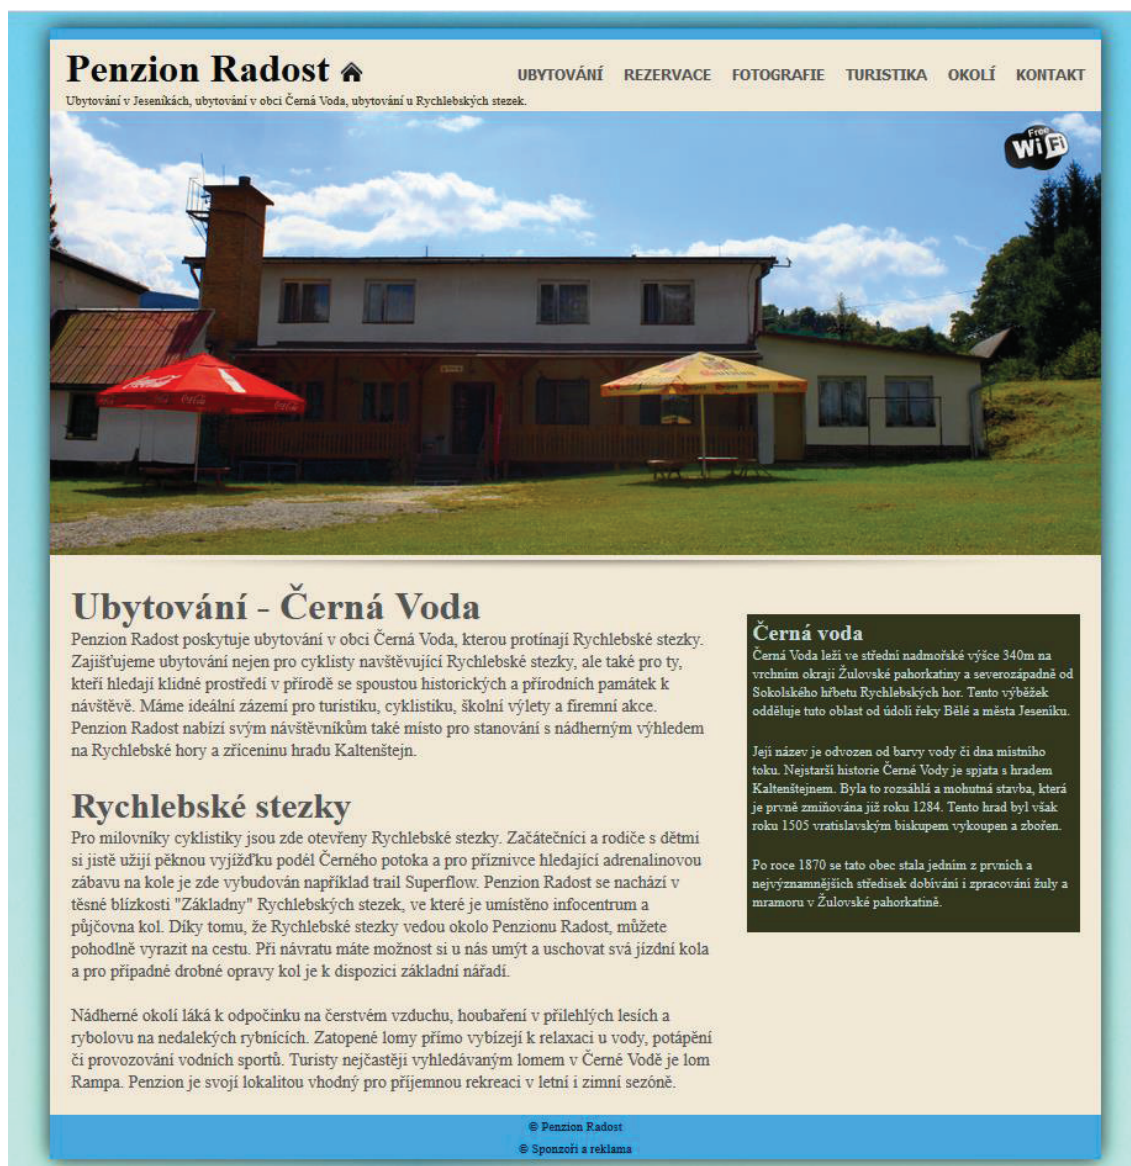 Penzion Radost
UBYTOVÁNÍ REZERVACE FOTOGRAFIE TURISTIKA OKOLÍ KONTAKT
Ubytování v Jeseníkách, ubytování v obci Černá Voda, ubytování u Rychlebských stezek.
Free
WiFi
Coca-Cola
Ubytování - Černá Voda
Penzion Radost poskytuje ubytování v obci Černá Voda, kterou protínají Rychlebské stezky.
Zajišťujeme ubytování nejen pro cyklisty navštěvující Rychlebské stezky, ale také pro ty,
kteří hledají klidné prostředí v přírodě se spoustou historických a přírodních památek k
návštěvě. Máme ideální zázemí pro turistiku, cyklistiku, školní výlety a firemní akce.
Penzion Radost nabízí svým návštěvníkům také místo pro stanování s nádherným výhledem
na Rychlebské hory a zříceninu hradu Kaltenštejn.
Rychlebské stezky
Pro milovníky cyklistiky jsou zde otevřeny Rychlebské stezky. Začátečníci a rodiče s dětmi
si jistě užijí pěknou vyjížďku podél Černého potoka a pro příznivce hledající adrenalinovou
zábavu na kole je zde vybudován například trail Superflow. Penzion Radost se nachází v
těsné blízkosti "Základny" Rychlebských stezek, ve které je umístěno infocentrum a
půjčovna kol. Díky tomu, že Rychlebské stezky vedou okolo Penzionu Radost, můžete
pohodlně vyrazit na cestu. Při návratu máte možnost si u nás umýt a uschovat svá jízdní kola
a pro případné drobné opravy kol je k dispozici základní nářadí.
Nádherné okolí láká k odpočinku na čerstvém vzduchu, houbaření v přilehlých lesích a
rybolovu na nedalekých rybnících. Zatopené lomy přímo vybízejí k relaxaci u vody, potápění
či provozování vodních sportů. Turisty nejčastěji vyhledávaným lomem v Černé Vodě je lom
Rampa. Penzion je svojí lokalitou vhodný pro příjemnou rekreaci v letní i zimní sezóně.
Černá voda
Černá Voda leží ve střední nadmořské výšce 340m na
vrchním okraji Žulovské pahorkatiny a severozápadně od
Sokolského hřbetu Rychlebských hor. Tento výběžek
odděluje tuto oblast od údolí řeky Bělé a města Jeseníku.
Její název je odvozen od barvy vody či dna místního
toku. Nejstarší historie Černé Vody je spjata s hradem
Kaltenštejnem. Byla to rozsáhlá a mohutná stavba, která
je prvně zmiňována již roku 1284. Tento hrad byl však
roku 1505 vratislavským biskupem vykoupen a zbořen.
Po roce 1870 se tato obec stala jedním z prvních a
nejvýznamnějších středisek dobívání i zpracování žuly a
mramoru v Žulovské pahorkatině.
© Penzion Radost
© Sponzoři a reklama